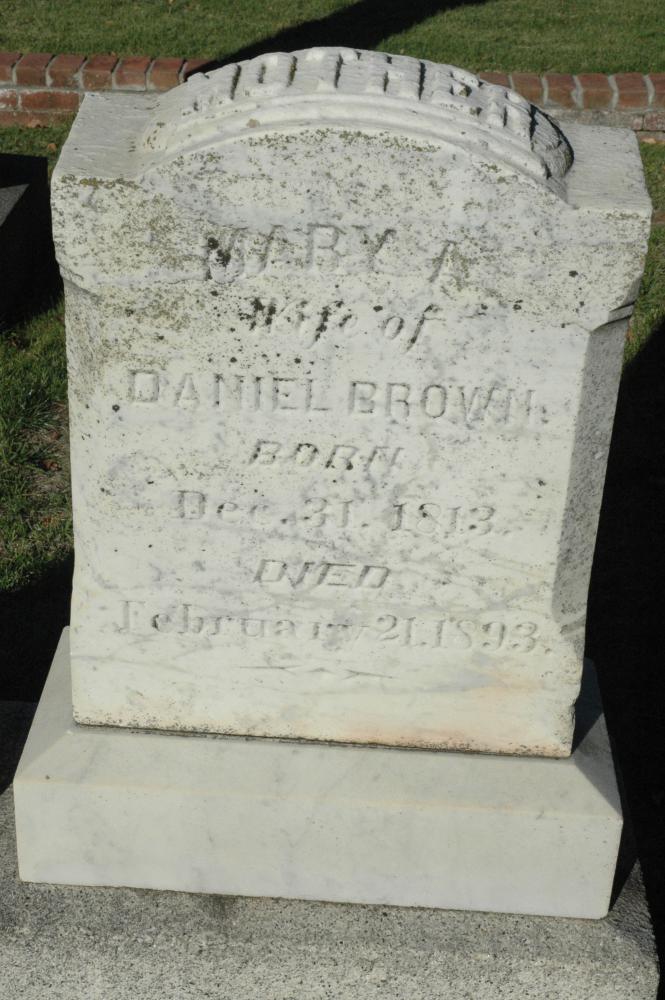 MOTHER
MARY A
Wife of
DANIEL BROWN.
BORN
Dec. 31. 1813.
DIED
February 21. 1893.